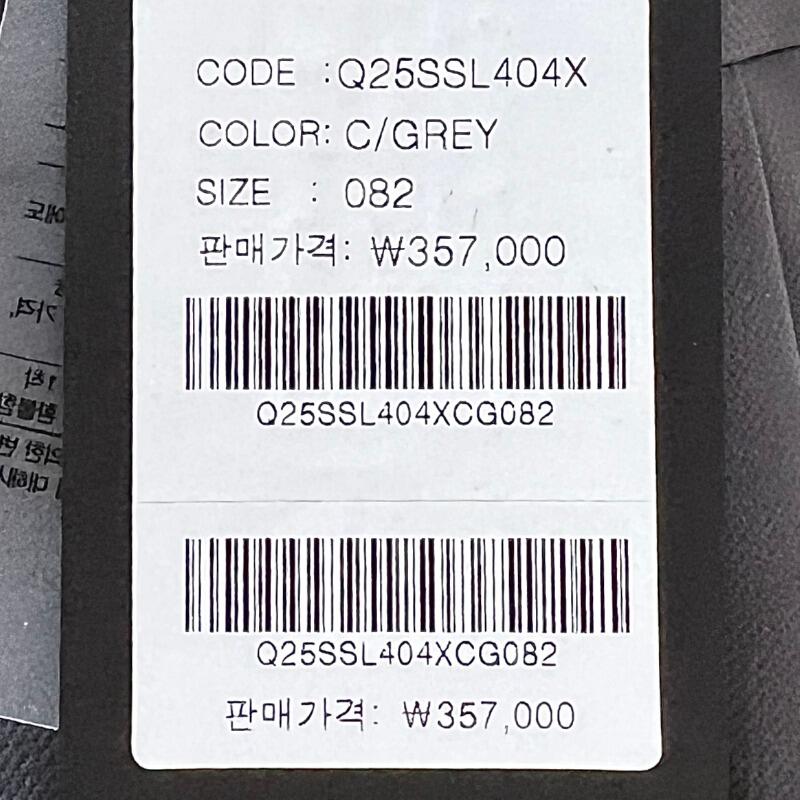 CODE :Q25SSL404X
COLOR: C/GREY
SIZE : 082
판매가격: ₩357,000
Q25SSL404XCG082
Q25SSL404XCG082
판매가격: ₩357,000